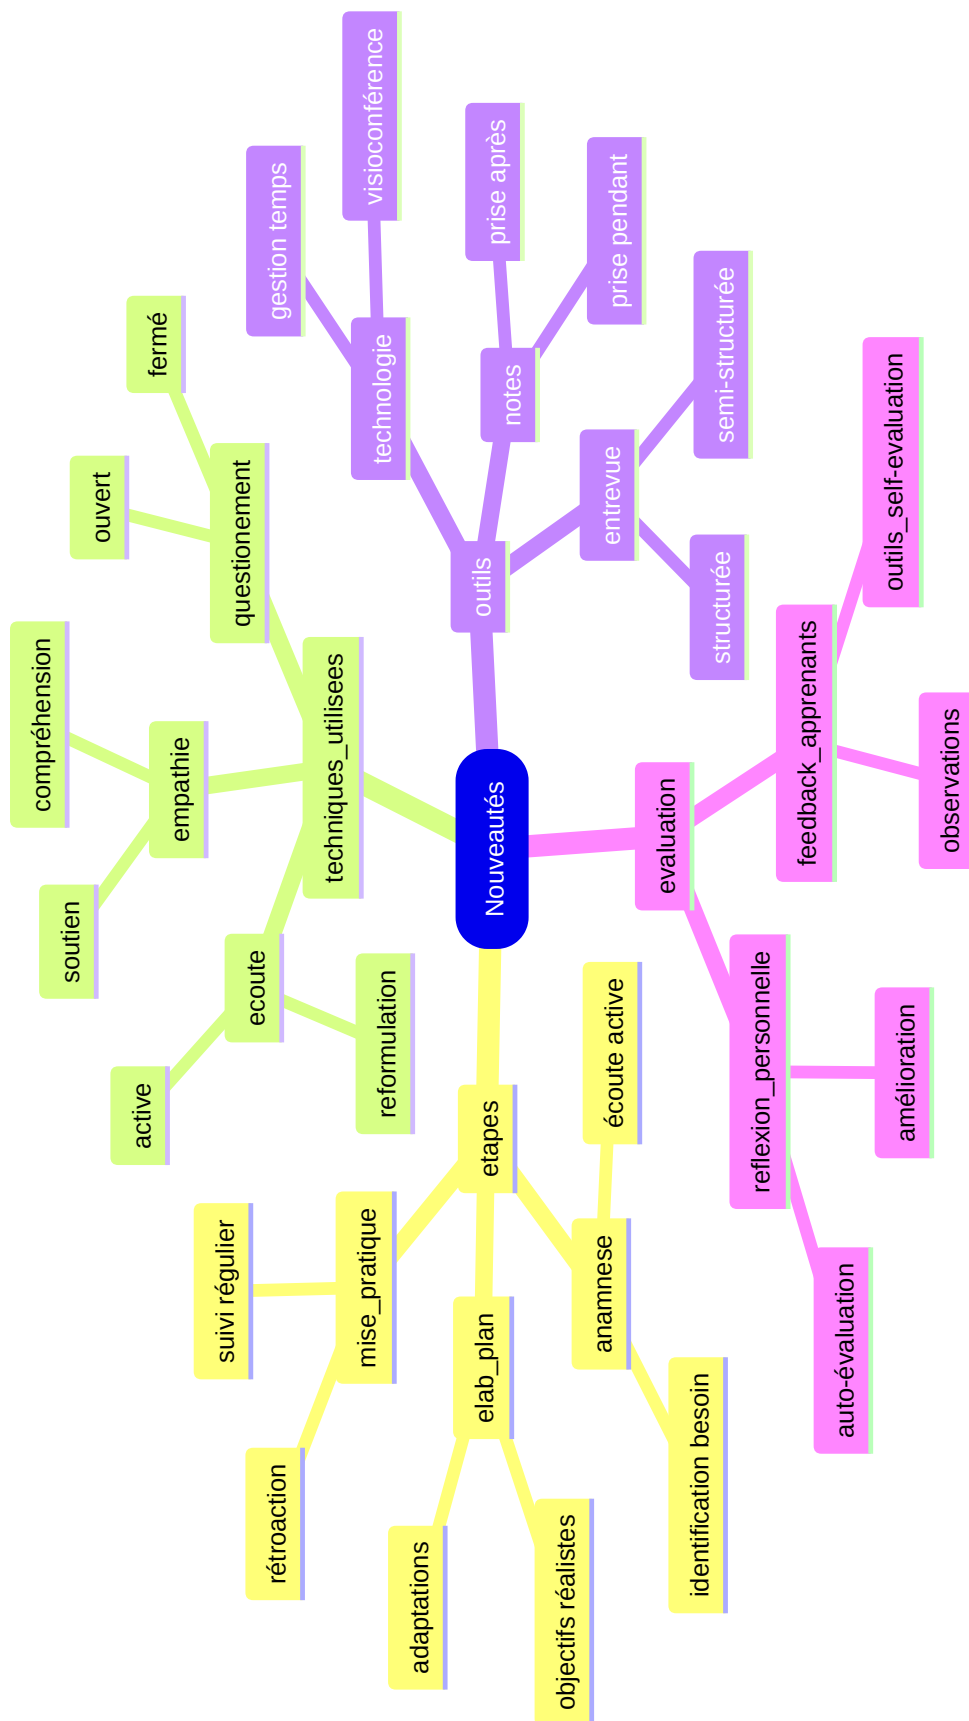 Nouveautés
etapes
anamnese
écoute active
identification besoin
elab_plan
objectifs réalistes
adaptations
mise_pratique
rétroaction
suivi régulier
techniques_utilisees
ecoute
active
reformulation
empathie
soutien
compréhension
questionement
ouvert
fermé
outils
technologie
gestion temps
visioconférence
notes
prise après
prise pendant
entrevue
semi-structurée
structurée
evaluation
feedback_apprenants
outils_self-evaluation
observations
reflexion_personnelle
amélioration
auto-évaluation